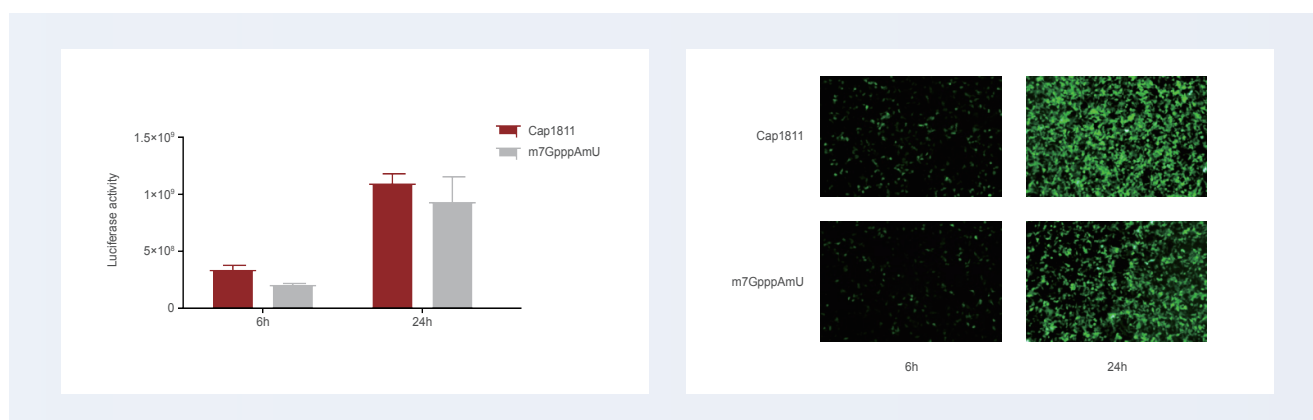 Cap1811
m7GpppAmU
1.5×10⁹
1×10⁹
5×10⁸
0
Luciferase activity
6h
24h
Cap1811
m7GpppAmU
6h
24h